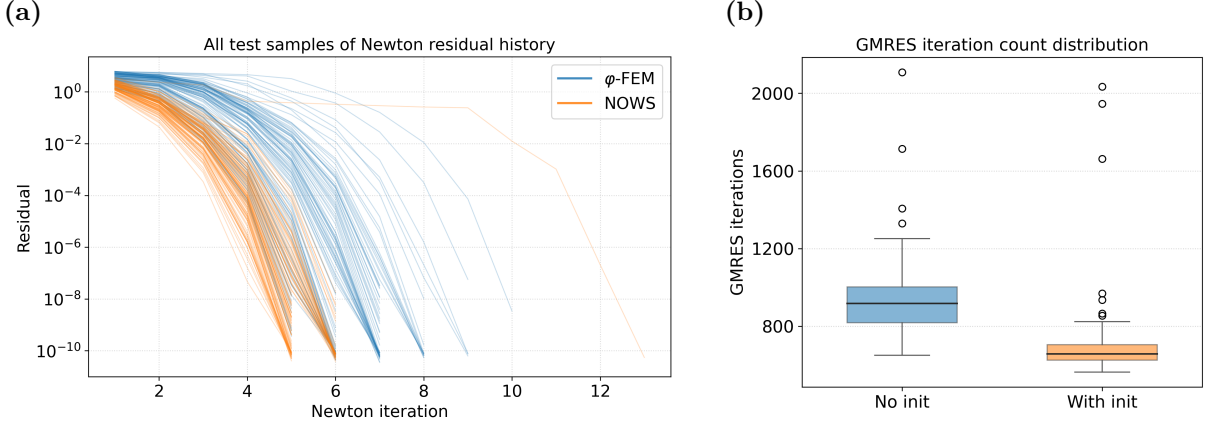 (a)
All test samples of Newton residual history
φ-FEM
NOWS
10⁰
10⁻²
10⁻⁴
10⁻⁶
10⁻⁸
10⁻¹⁰
Residual
2 4 6 8 10 12
Newton iteration
(b)
GMRES iteration count distribution
2000
1600
1200
800
GMRES iterations
No init With init